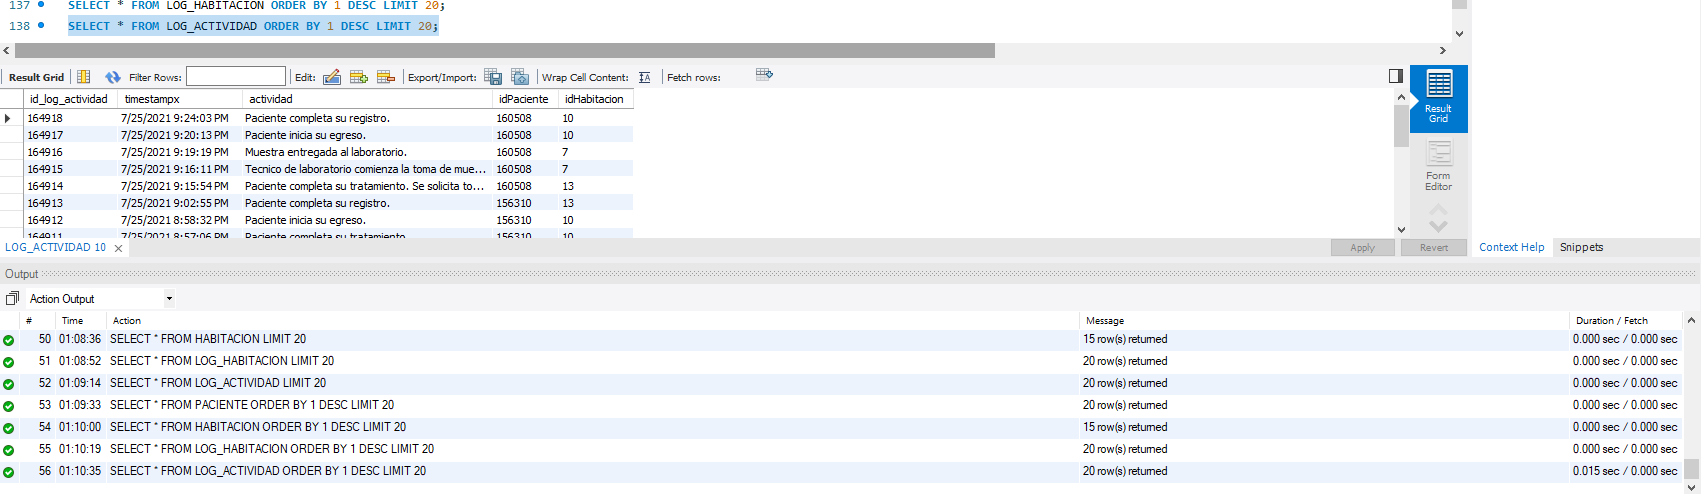 137 SELECT * FROM LOG_HABITACION ORDER BY 1 DESC LIMIT 20;
138 SELECT * FROM LOG_ACTIVIDAD ORDER BY 1 DESC LIMIT 20;
Result Grid Filter Rows: Edit: Export/Import: Wrap Cell Content: Fetch rows:
id_log_actividad timestampx actividad idPaciente idHabitacion
164918 7/25/2021 9:24:03 PM Paciente completa su registro. 160508 10
164917 7/25/2021 9:20:13 PM Paciente inicia su egreso. 160508 10
164916 7/25/2021 9:19:19 PM Muestra entregada al laboratorio. 160508 7
164915 7/25/2021 9:16:11 PM Tecnico de laboratorio comienza la toma de mue... 160508 7
164914 7/25/2021 9:15:54 PM Paciente completa su tratamiento. Se solicita to... 160508 13
164913 7/25/2021 9:02:55 PM Paciente completa su registro. 156310 13
164912 7/25/2021 8:58:32 PM Paciente inicia su egreso. 156310 10
164911 7/25/2021 8:57:06 PM Paciente completa su tratamiento 156310 10
Result
Grid
Form
Editor
LOG_ACTIVIDAD 10 Apply Revert Context Help Snippets
Output
Action Output
# Time Action Message Duration / Fetch
50 01:08:36 SELECT * FROM HABITACION LIMIT 20 15 row(s) returned 0.000 sec / 0.000 sec
51 01:08:52 SELECT * FROM LOG_HABITACION LIMIT 20 20 row(s) returned 0.000 sec / 0.000 sec
52 01:09:14 SELECT * FROM LOG_ACTIVIDAD LIMIT 20 20 row(s) returned 0.000 sec / 0.000 sec
53 01:09:33 SELECT * FROM PACIENTE ORDER BY 1 DESC LIMIT 20 20 row(s) returned 0.000 sec / 0.000 sec
54 01:10:00 SELECT * FROM HABITACION ORDER BY 1 DESC LIMIT 20 15 row(s) returned 0.000 sec / 0.000 sec
55 01:10:19 SELECT * FROM LOG_HABITACION ORDER BY 1 DESC LIMIT 20 20 row(s) returned 0.000 sec / 0.000 sec
56 01:10:35 SELECT * FROM LOG_ACTIVIDAD ORDER BY 1 DESC LIMIT 20 20 row(s) returned 0.015 sec / 0.000 sec